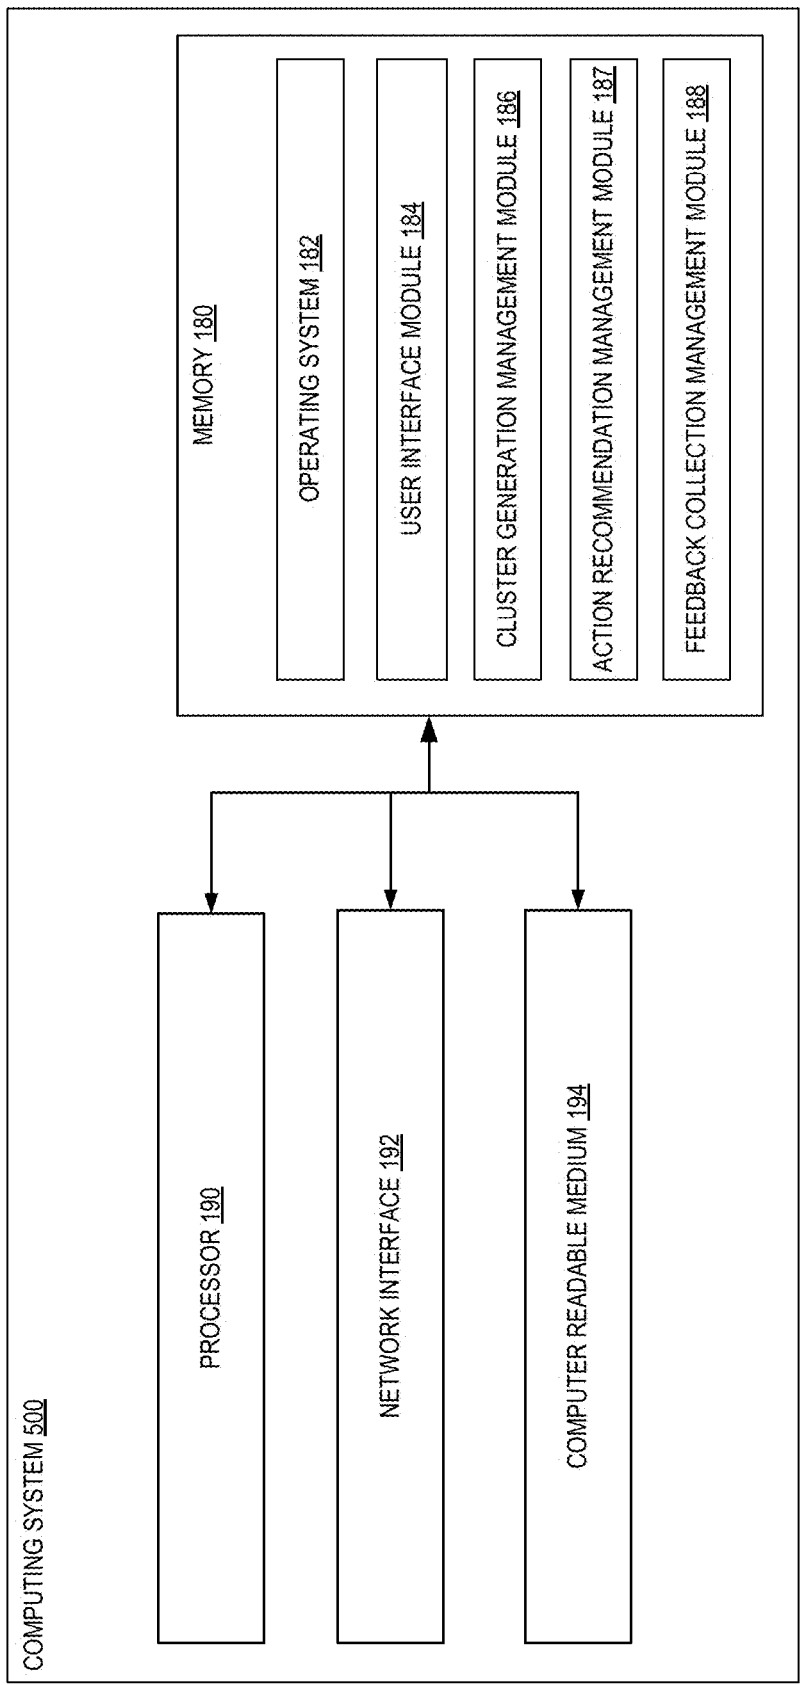 COMPUTING SYSTEM 500
PROCESSOR 190
NETWORK INTERFACE 192
COMPUTER READABLE MEDIUM 194
MEMORY 180
OPERATING SYSTEM 182
USER INTERFACE MODULE 184
CLUSTER GENERATION MANAGEMENT MODULE 186
ACTION RECOMMENDATION MANAGEMENT MODULE 187
FEEDBACK COLLECTION MANAGEMENT MODULE 188